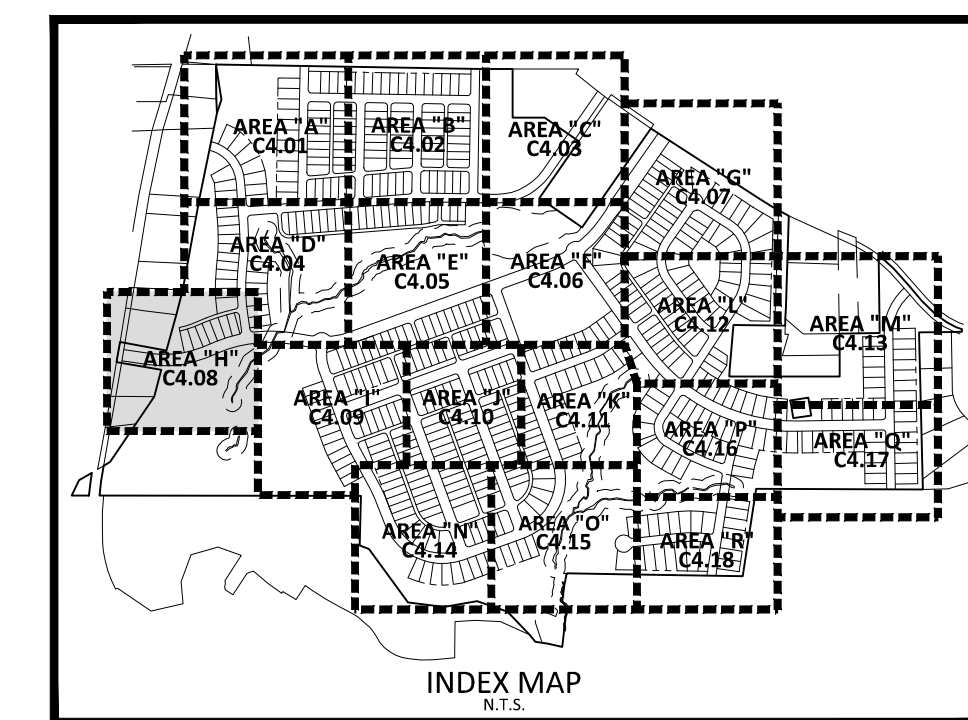 AREA "A"
C4.01
AREA "B"
C4.02
AREA "C"
C4.03
AREA "G"
C4.07
AREA "D"
C4.04
AREA "E"
C4.05
AREA "F"
C4.06
AREA "L"
C4.12
AREA "M"
C4.13
AREA "H"
C4.08
AREA "I"
C4.09
AREA "J"
C4.10
AREA "K"
C4.11
AREA "P"
C4.16
AREA "Q"
C4.17
AREA "N"
C4.14
AREA "O"
C4.15
AREA "R"
C4.18
INDEX MAP
N.T.S.